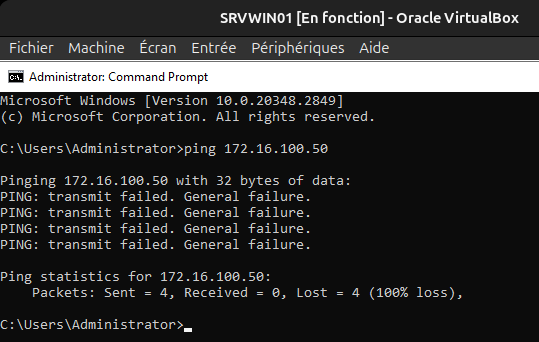 SRVWIN01 [En fonction] - Oracle VirtualBox
Fichier Machine Écran Entrée Périphériques Aide
Administrator: Command Prompt
Microsoft Windows [Version 10.0.20348.2849]
(c) Microsoft Corporation. All rights reserved.
C:\Users\Administrator>ping 172.16.100.50
Pinging 172.16.100.50 with 32 bytes of data:
PING: transmit failed. General failure.
PING: transmit failed. General failure.
PING: transmit failed. General failure.
PING: transmit failed. General failure.
Ping statistics for 172.16.100.50:
Packets: Sent = 4, Received = 0, Lost = 4 (100% loss),
C:\Users\Administrator>